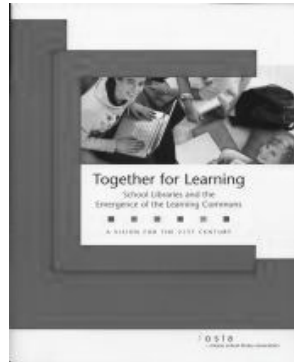 Together for Learning
School Libraries and the
Emergence of the Learning Commons
A VISION FOR THE 21ST CENTURY
osla